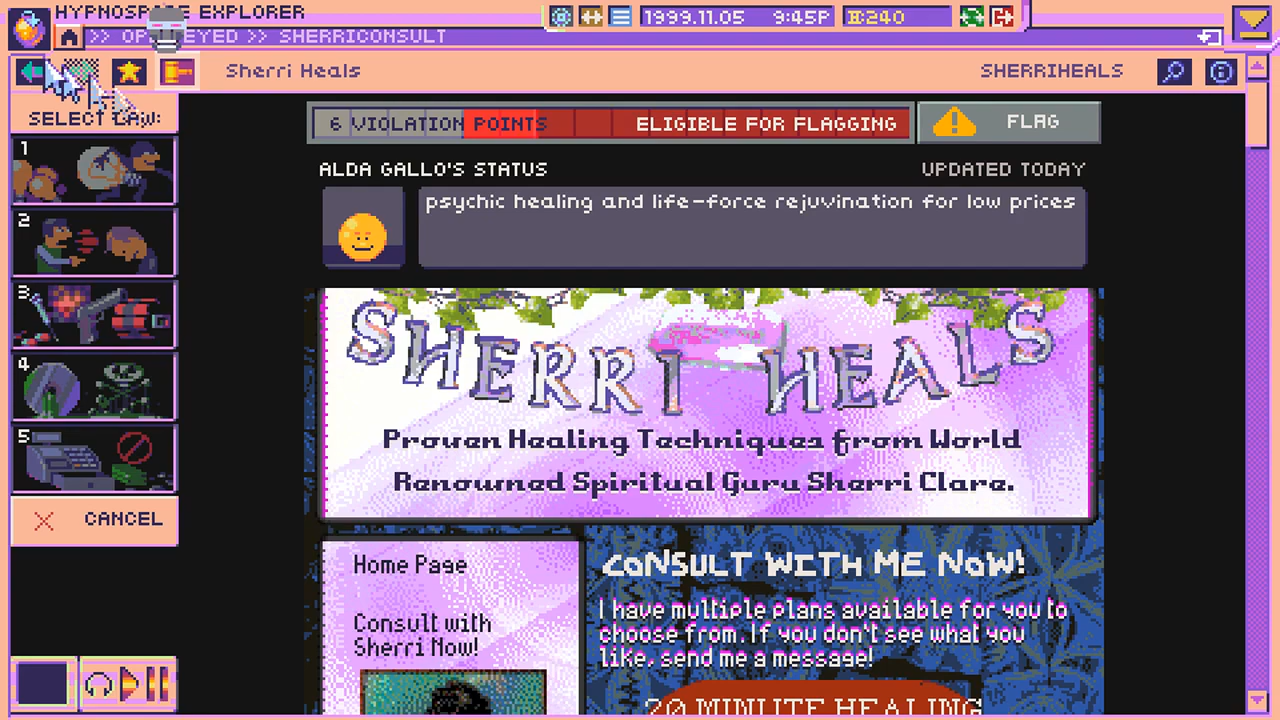 HYPNOSPACE EXPLORER
1999.11.05 9:45P
240
>> OPEN EYED >> SHERRICONSULT
Sherri Heals
SHERRIHEALS
SELECT LAW:
6 VIOLATION POINTS
ELIGIBLE FOR FLAGGING
FLAG
1
ALDA GALLO'S STATUS
UPDATED TODAY
psychic healing and life-force rejuvination for low prices
2
3
SHERRI HEALS
4
5
Proven Healing Techniques from World
Renowned Spiritual Guru Sherri Clare.
CANCEL
Home Page
Consult with
Sherri Now!
CONSULT WITH ME NOW!
I have multiple plans available for you to
choose from. If you don't see what you
like, send me a message!
20 MINUTE HEALING